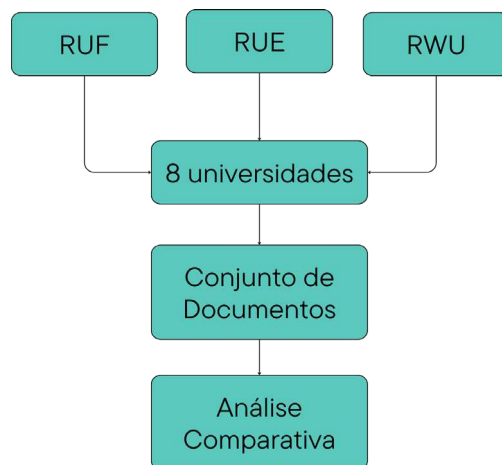 RUF
RUE
RWU
8 universidades
Conjunto de
Documentos
Análise
Comparativa